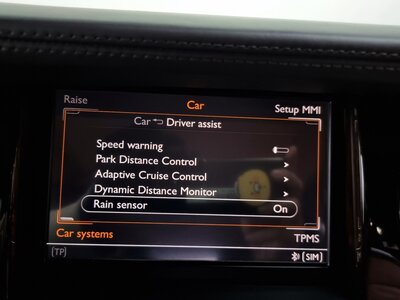 Raise Car Setup MMI
Car Driver assist
Speed warning
Park Distance Control
Adaptive Cruise Control
Dynamic Distance Monitor
Rain sensor On
Car systems TPMS
(TP) (SIM)